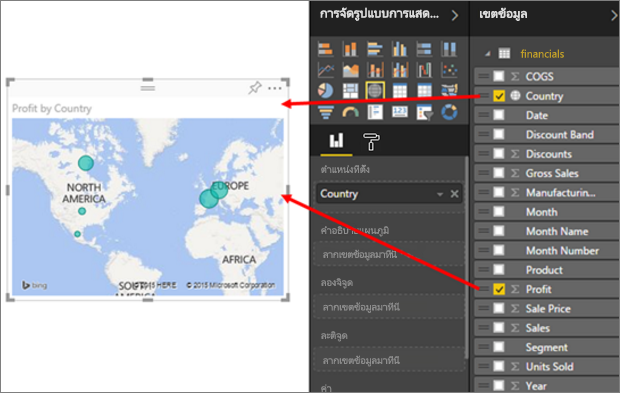 Profit by Country
NORTH
AMERICA
EUROPE
AFRICA
SOUTH
AMERICA
bing
© 2015 HERE © 2015 Microsoft Corporation
การจัดรูปแบบการแสด...
ตำแหน่งที่ตั้ง
Country
คำอธิบายแผนภูมิ
ลากเขตข้อมูลมาที่นี่
ลองจิจูด
ลากเขตข้อมูลมาที่นี่
ละติจูด
ลากเขตข้อมูลมาที่นี่
ค่า
เขตข้อมูล
financials
COGS
Country
Date
Discount Band
Discounts
Gross Sales
Manufacturin...
Month
Month Name
Month Number
Product
Profit
Sale Price
Sales
Segment
Units Sold
Year